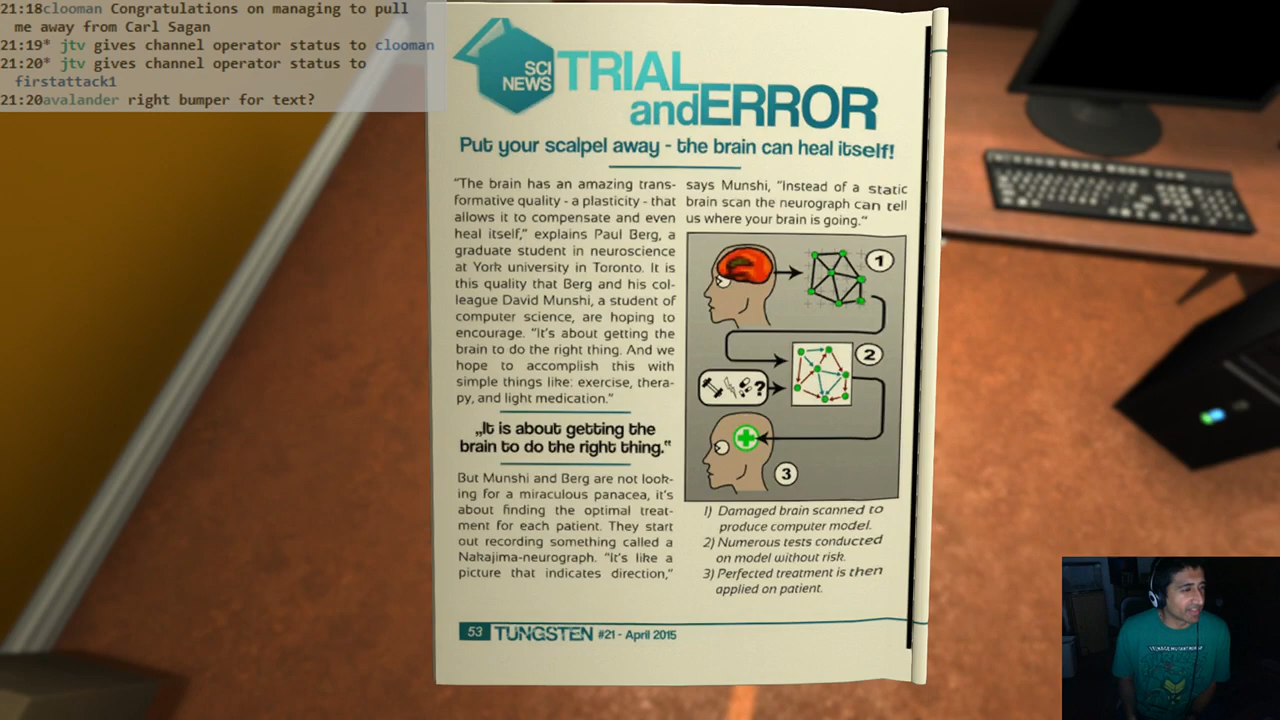 21:18clooman Congratulations on managing to pull
me away from Carl Sagan
21:19* jtv gives channel operator status to clooman
21:20* jtv gives channel operator status to
firstattack1
21:20avalander right bumper for text?
SCI
NEWS
TRIAL
andERROR
Put your scalpel away - the brain can heal itself!
"The brain has an amazing trans-
formative quality - a plasticity - that
allows it to compensate and even
heal itself," explains Paul Berg, a
graduate student in neuroscience
at York university in Toronto. It is
this quality that Berg and his col-
league David Munshi, a student of
computer science, are hoping to
encourage. "It's about getting the
brain to do the right thing. And we
hope to accomplish this with
simple things like: exercise, thera-
py, and light medication."
„It is about getting the
brain to do the right thing.“
But Munshi and Berg are not look-
ing for a miraculous panacea, it's
about finding the optimal treat-
ment for each patient. They start
out recording something called a
Nakajima-neurograph. "It's like a
picture that indicates direction,"
says Munshi, "Instead of a static
brain scan the neurograph can tell
us where your brain is going."
1
2
?
3
1) Damaged brain scanned to
produce computer model.
2) Numerous tests conducted
on model without risk.
3) Perfected treatment is then
applied on patient.
53 TUNGSTEN #21 - April 2015